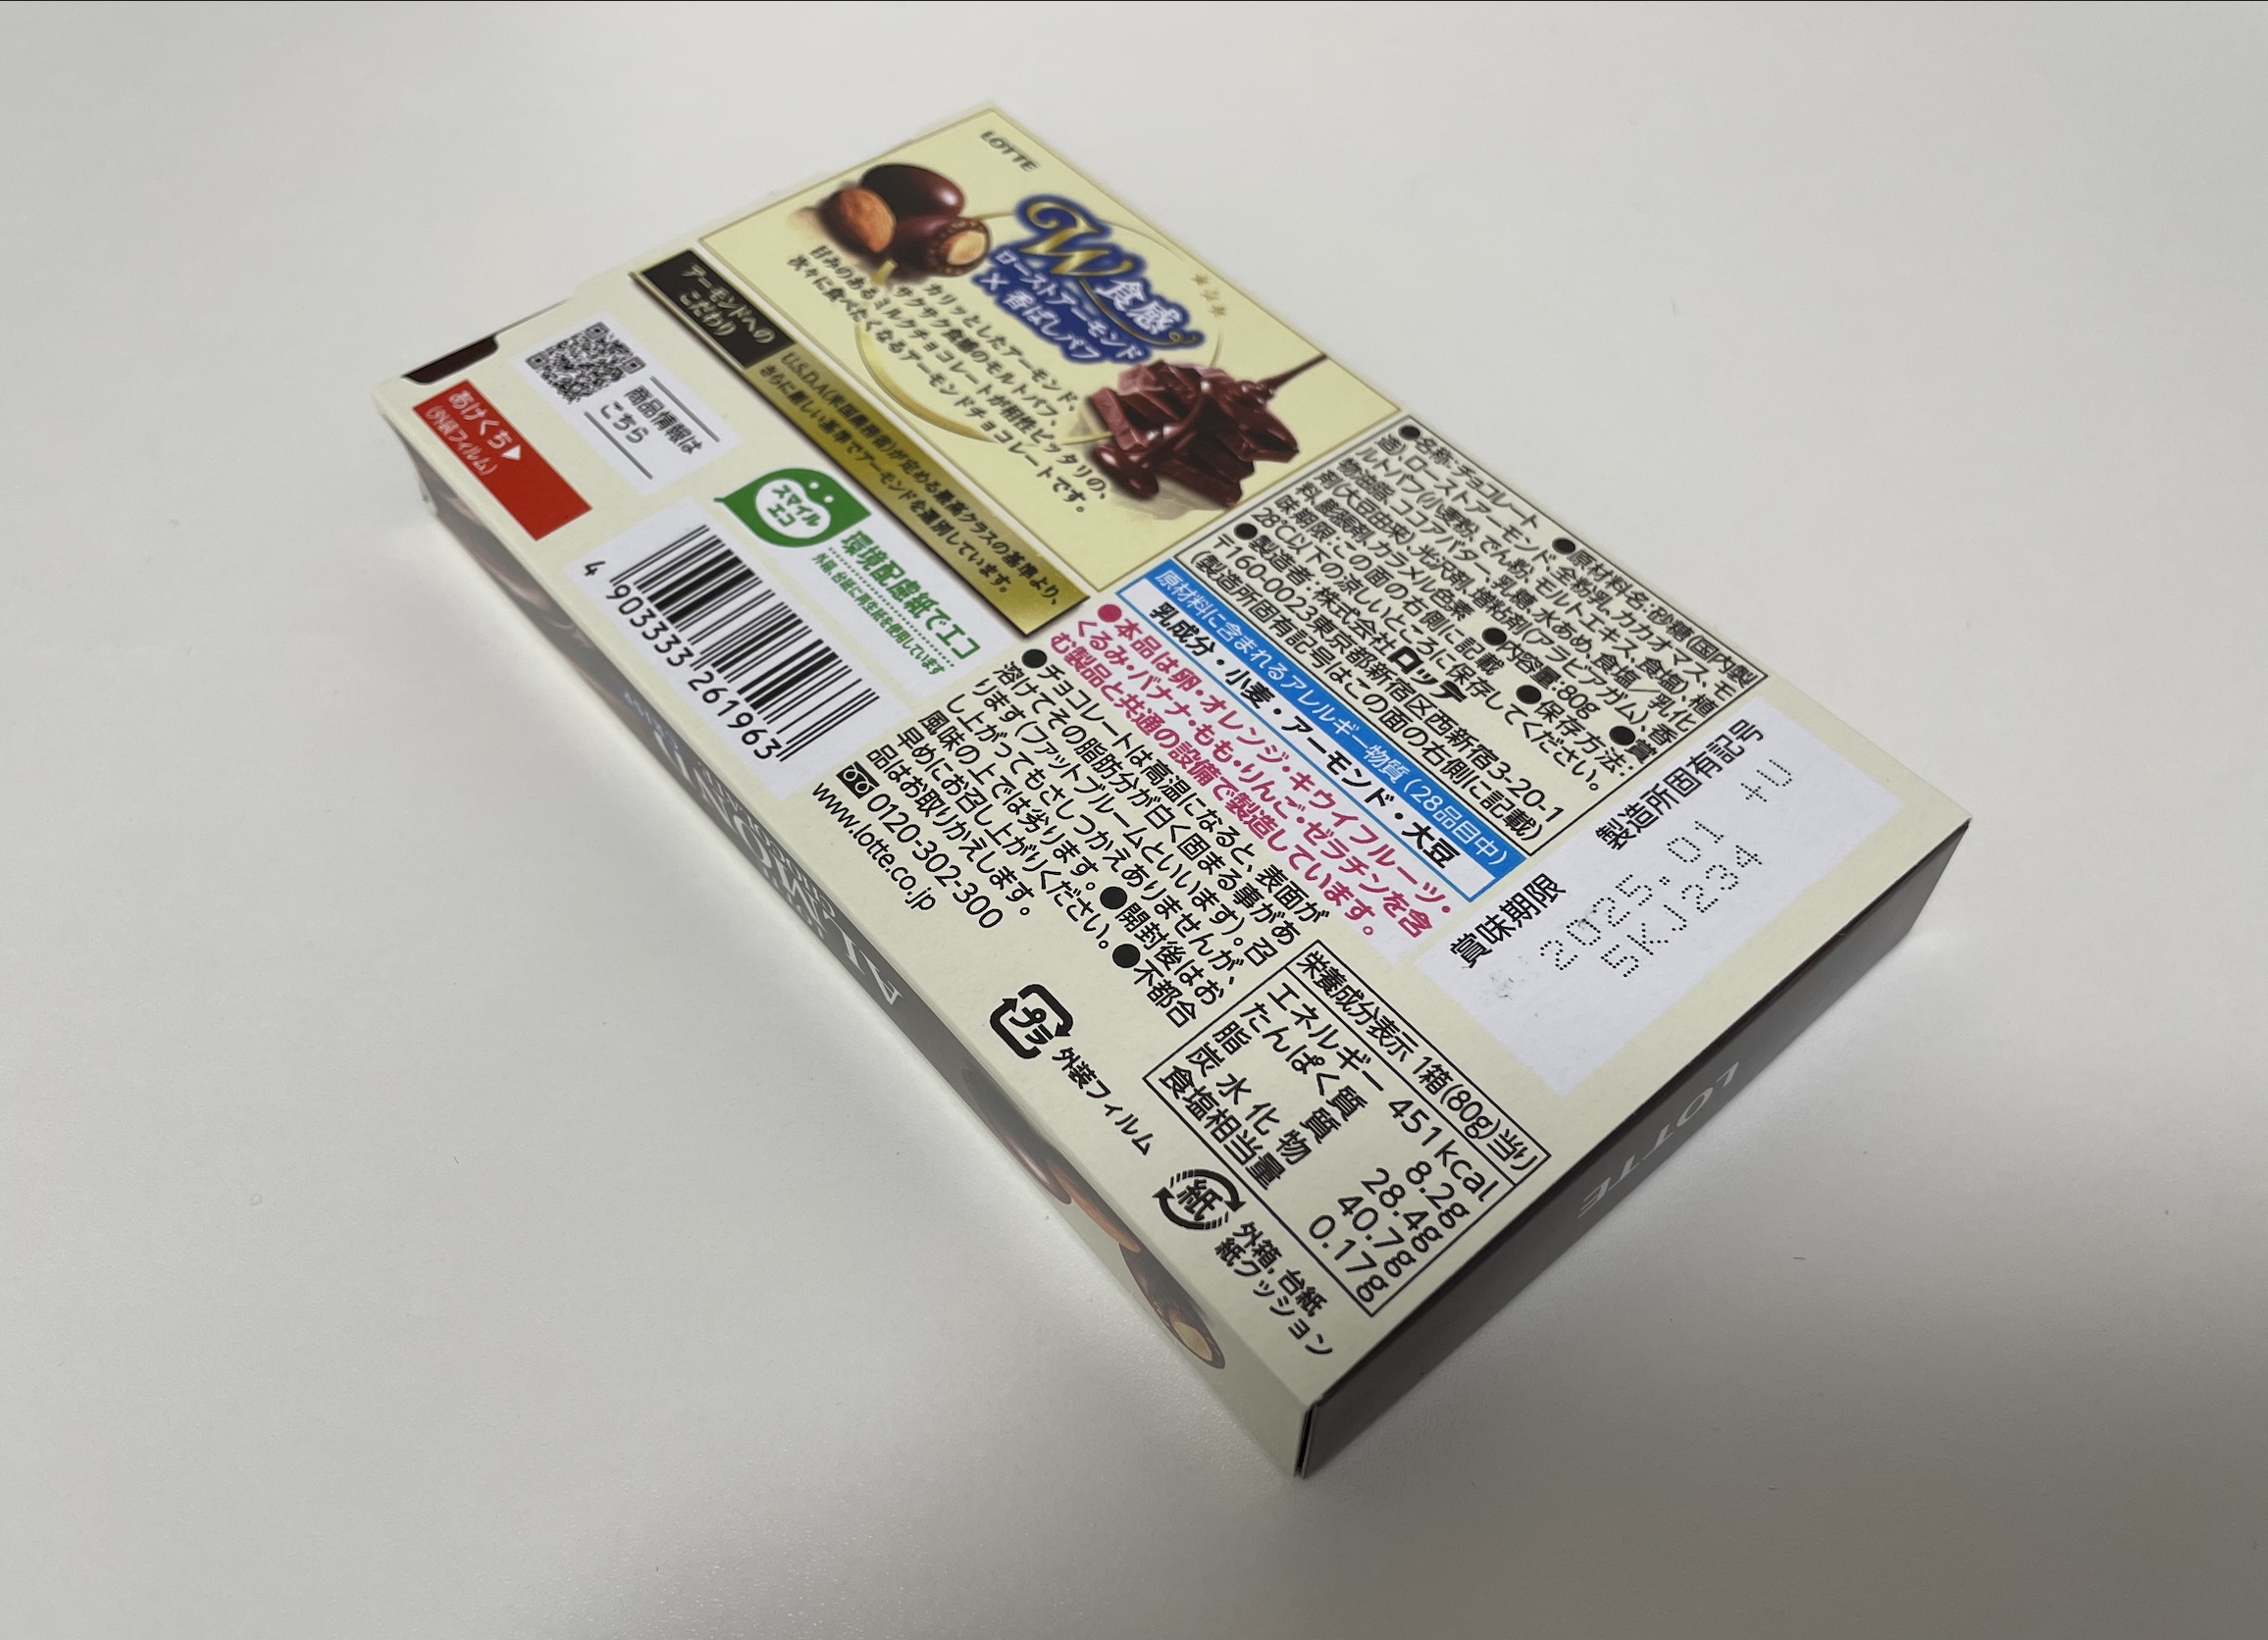 LOTTE
W食感
ローストアーモンド
×香ばしパフ
カリッとしたアーモンド、
サクサク食感のモルトパフ、
甘みのあるミルクチョコレートが相性ピッタリの、
次々に食べたくなるアーモンドチョコレートです。
アーモンドへの
こだわり
U.S.D.A(米国農務省)が定める最高クラスの基準より、
さらに厳しい基準でアーモンドを選別しています。
商品情報は
こちら
あけくち
(外装フィルム)
スマイル
エコ
環境配慮紙でエコ
外箱、台紙に再生紙を使用しています
4 903333 261963
●名称:チョコレート ●原材料名:砂糖(国内製
造)、ローストアーモンド、全粉乳、カカオマス、モ
ルトパフ(小麦粉、でん粉、モルトエキス、食塩)、植
物油脂、ココアバター、乳糖、水あめ、食塩/乳化
剤(大豆由来)、光沢剤、増粘剤(アラビアガム)、香
料、膨張剤、カラメル色素 ●内容量:80g ●賞
味期限:この面の右側に記載 ●保存方法:
28℃以下の涼しいところに保存してください。
●製造者:株式会社ロッテ
〒160-0023東京都新宿区西新宿3-20-1
(製造所固有記号はこの面の右側に記載)
原材料に含まれるアレルギー物質(28品目中)
乳成分・小麦・アーモンド・大豆
●本品は卵・オレンジ・キウイフルーツ・
くるみ・バナナ・もも・りんご・ゼラチンを含
む製品と共通の設備で製造しています。
●チョコレートは高温になると、表面が
溶けてその脂肪分が白く固まる事があ
ります(ファットブルームといいます)。召
し上がってもさしつかえありませんが、
風味の上では劣ります。●開封後はお
早めにお召し上がりください。●不都合
品はお取りかえします。
0120-302-300
www.lotte.co.jp
賞味期限 製造所固有記号
2025.01 +U
5KJ234
栄養成分表示 1箱(80g)当り
エネルギー 451kcal
たんぱく質 8.2g
脂質 28.4g
炭水化物 40.7g
食塩相当量 0.17g
プラ 外装フィルム
紙 外箱、台紙、
紙クッション
ALMOND
LOTTE